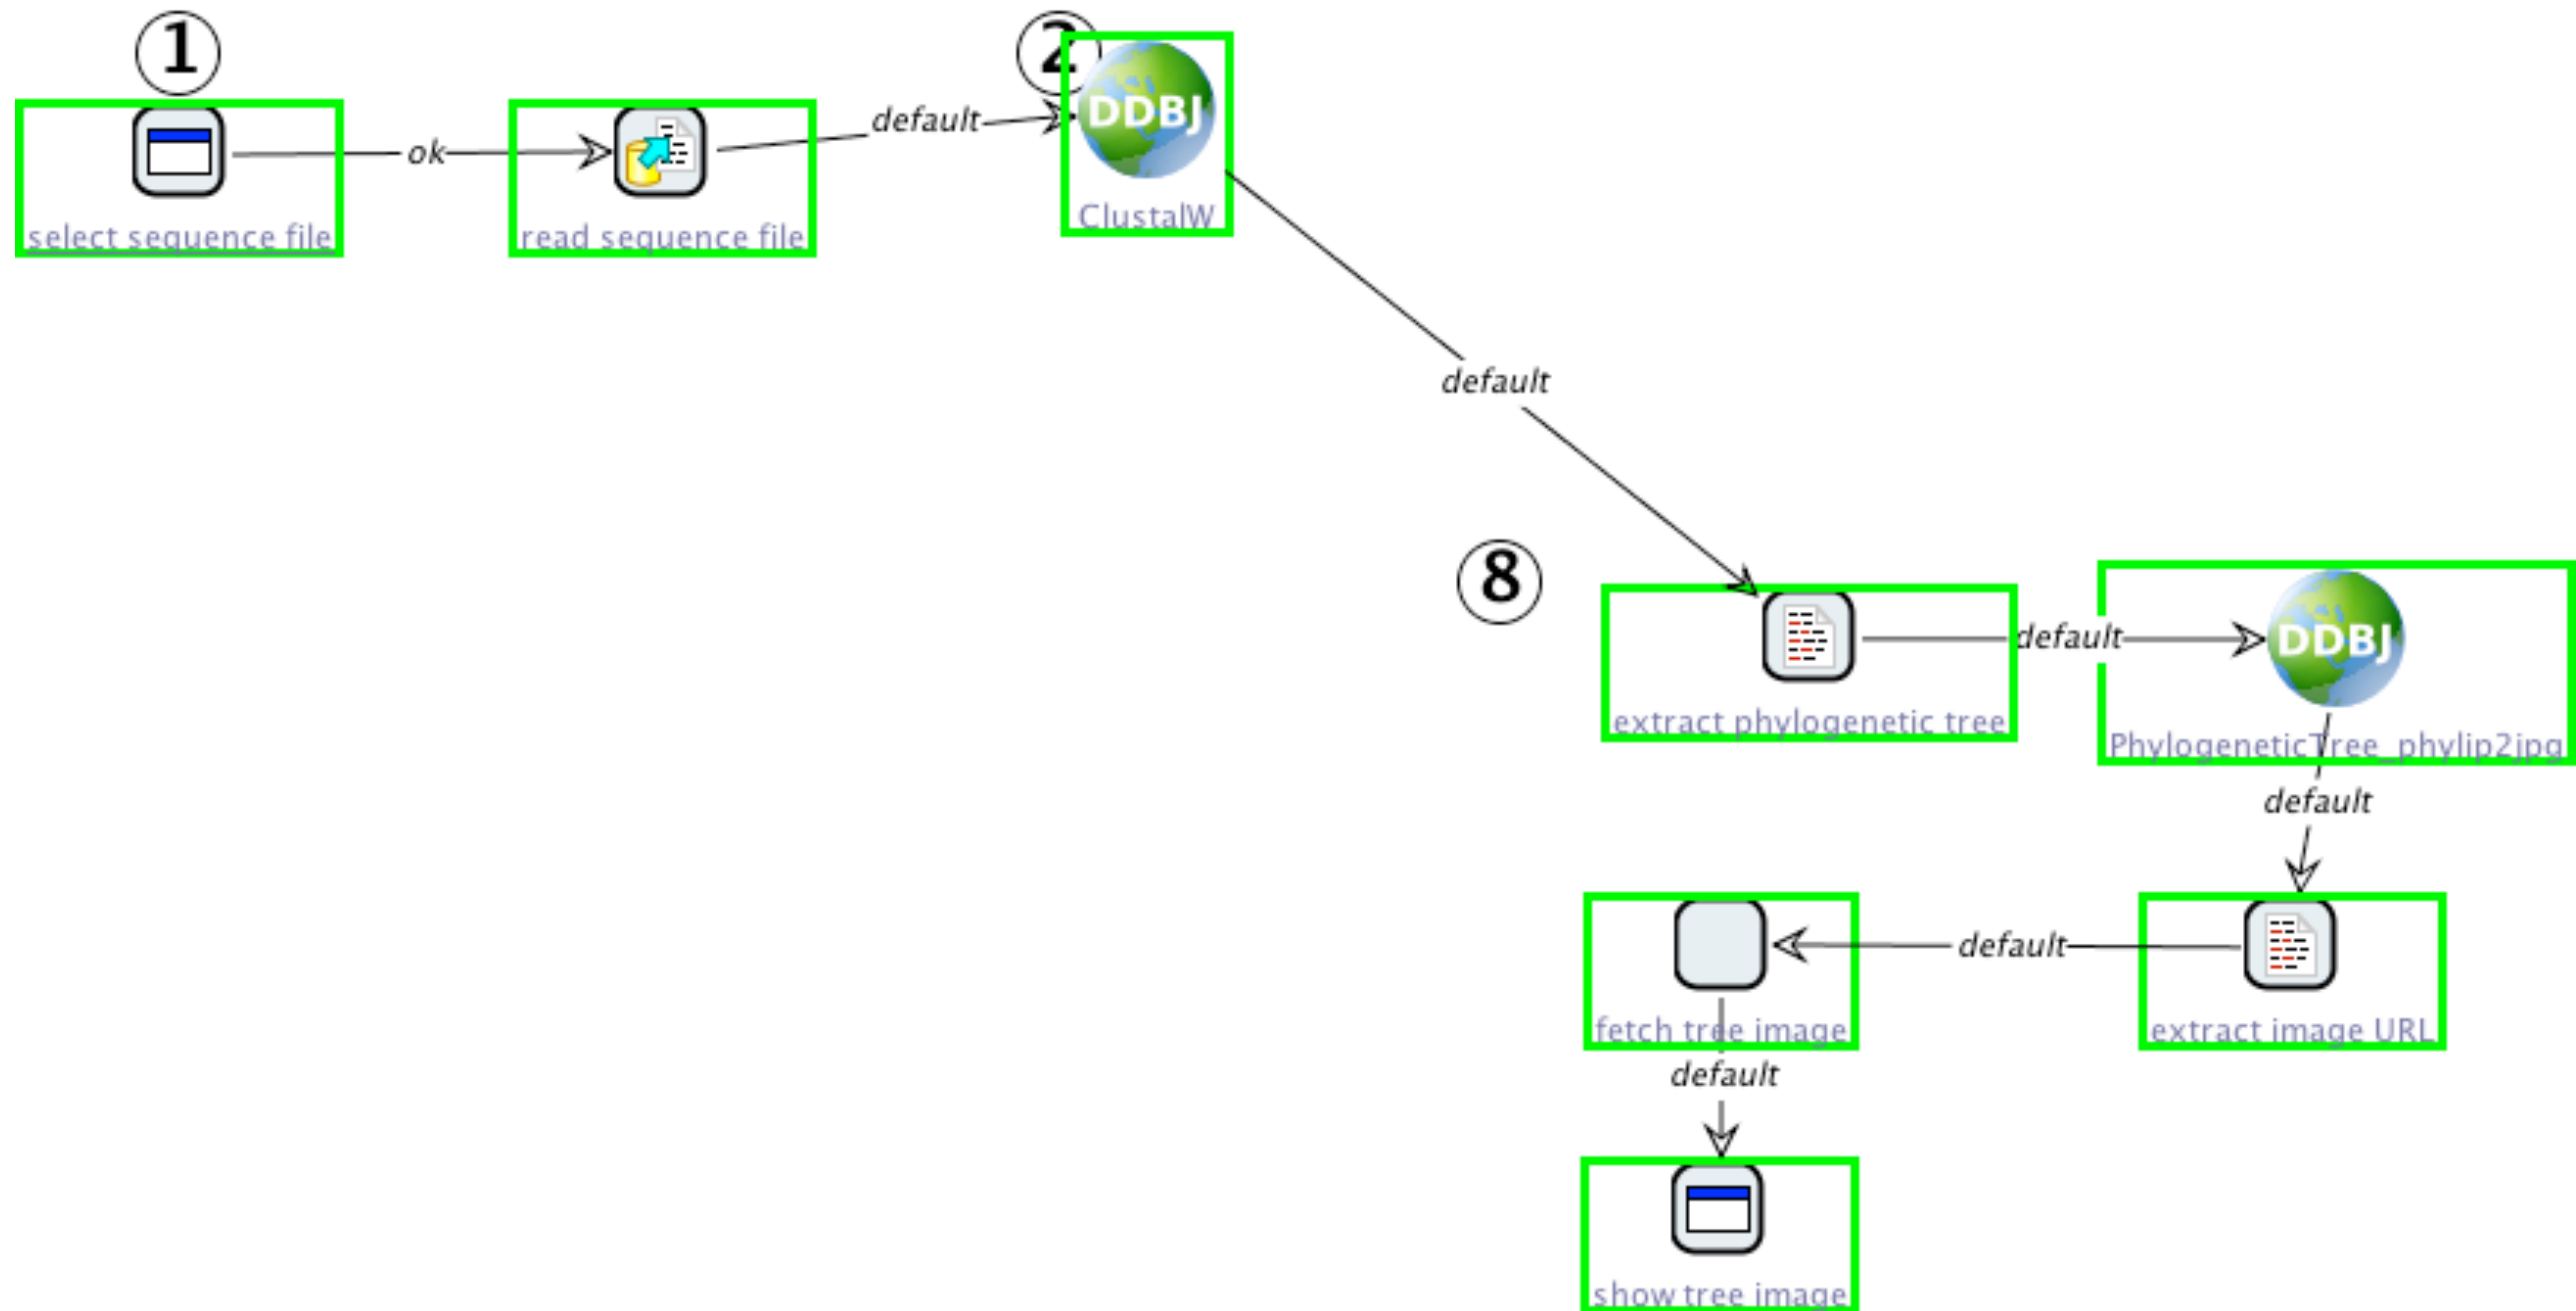 ①
②
DDBJ
ok
default
select sequence file
read sequence file
ClustalW
default
⑧
default
DDBJ
extract phylogenetic tree
PhylogeneticTree_phylip2jpg
default
default
fetch tree image
extract image URL
default
show tree image